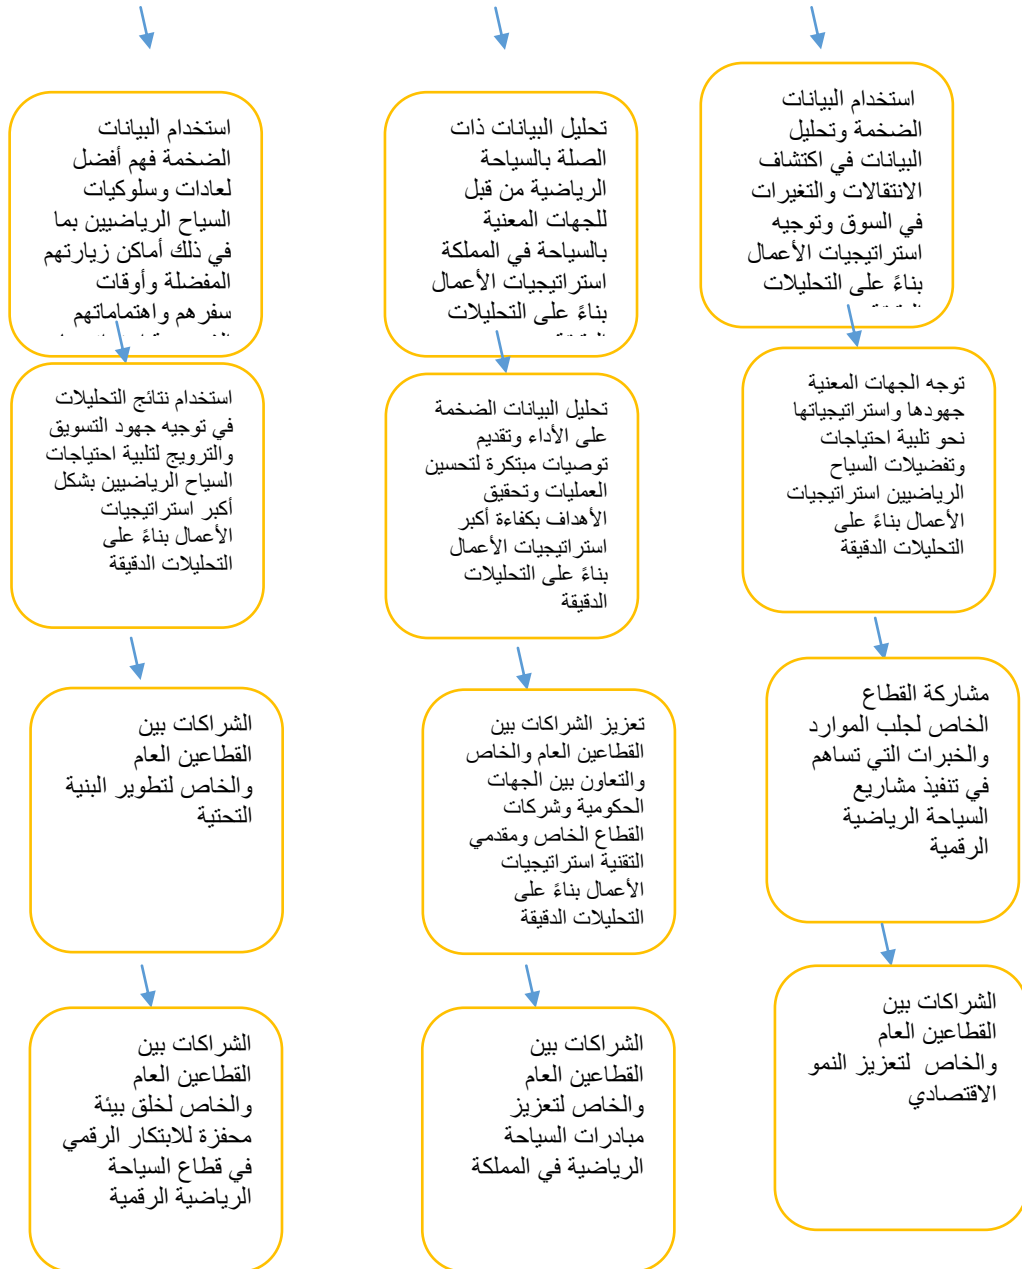 استخدام البيانات
الضخمة وتحليل
البيانات في اكتشاف
الانتقالات والتغيرات
في السوق وتوجيه
استراتيجيات الأعمال
بناءً على التحليلات
تحليل البيانات ذات
الصلة بالسياحة
الرياضية من قبل
للجهات المعنية
بالسياحة في المملكة
استراتيجيات الأعمال
بناءً على التحليلات
استخدام البيانات
الضخمة فهم أفضل
لعادات وسلوكيات
السياح الرياضيين بما
في ذلك أماكن زيارتهم
المفضلة وأوقات
سفرهم واهتماماتهم
توجه الجهات المعنية
جهودها واستراتيجياتها
نحو تلبية احتياجات
وتفضيلات السياح
الرياضيين استراتيجيات
الأعمال بناءً على
التحليلات الدقيقة
تحليل البيانات الضخمة
على الأداء وتقديم
توصيات مبتكرة لتحسين
العمليات وتحقيق
الأهداف بكفاءة أكبر
استراتيجيات الأعمال
بناءً على التحليلات
الدقيقة
استخدام نتائج التحليلات
في توجيه جهود التسويق
والترويج لتلبية احتياجات
السياح الرياضيين بشكل
أكبر استراتيجيات
الأعمال بناءً على
التحليلات الدقيقة
مشاركة القطاع
الخاص لجلب الموارد
والخبرات التي تساهم
في تنفيذ مشاريع
السياحة الرياضية
الرقمية
تعزيز الشراكات بين
القطاعين العام والخاص
والتعاون بين الجهات
الحكومية وشركات
القطاع الخاص ومقدمي
التقنية استراتيجيات
الأعمال بناءً على
التحليلات الدقيقة
الشراكات بين
القطاعين العام
والخاص لتطوير البنية
التحتية
الشراكات بين
القطاعين العام
والخاص لتعزيز النمو
الاقتصادي
الشراكات بين
القطاعين العام
والخاص لتعزيز
مبادرات السياحة
الرياضية في المملكة
الشراكات بين
القطاعين العام
والخاص لخلق بيئة
محفزة للابتكار الرقمي
في قطاع السياحة
الرياضية الرقمية